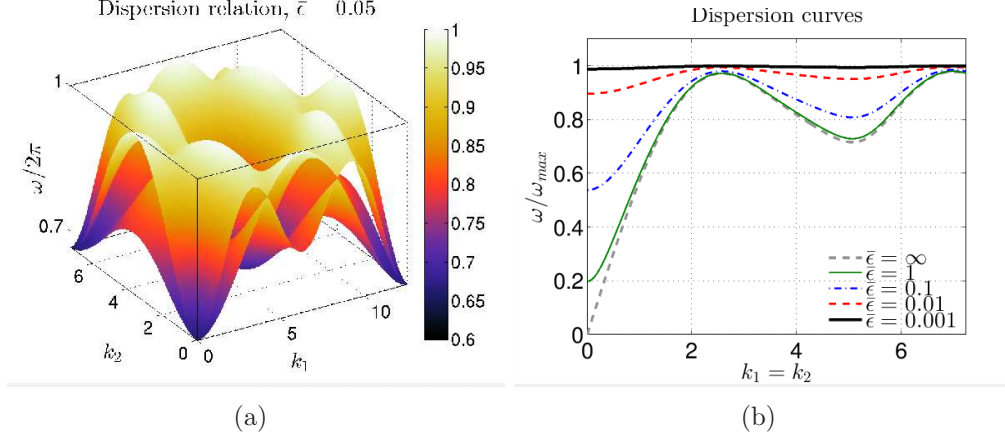 Dispersion relation, ε̄ 0.05
1
0.7
ω/2π
6
4
2
0
k₂
0
5
10
k₁
1
0.95
0.9
0.85
0.8
0.75
0.7
0.65
0.6
(a)
Dispersion curves
1
0.8
0.6
0.4
0.2
0
ω/ω_max
0
2
4
6
k₁ = k₂
ε̄ = ∞
ε̄ = 1
ε̄ = 0.1
ε̄ = 0.01
ε̄ = 0.001
(b)